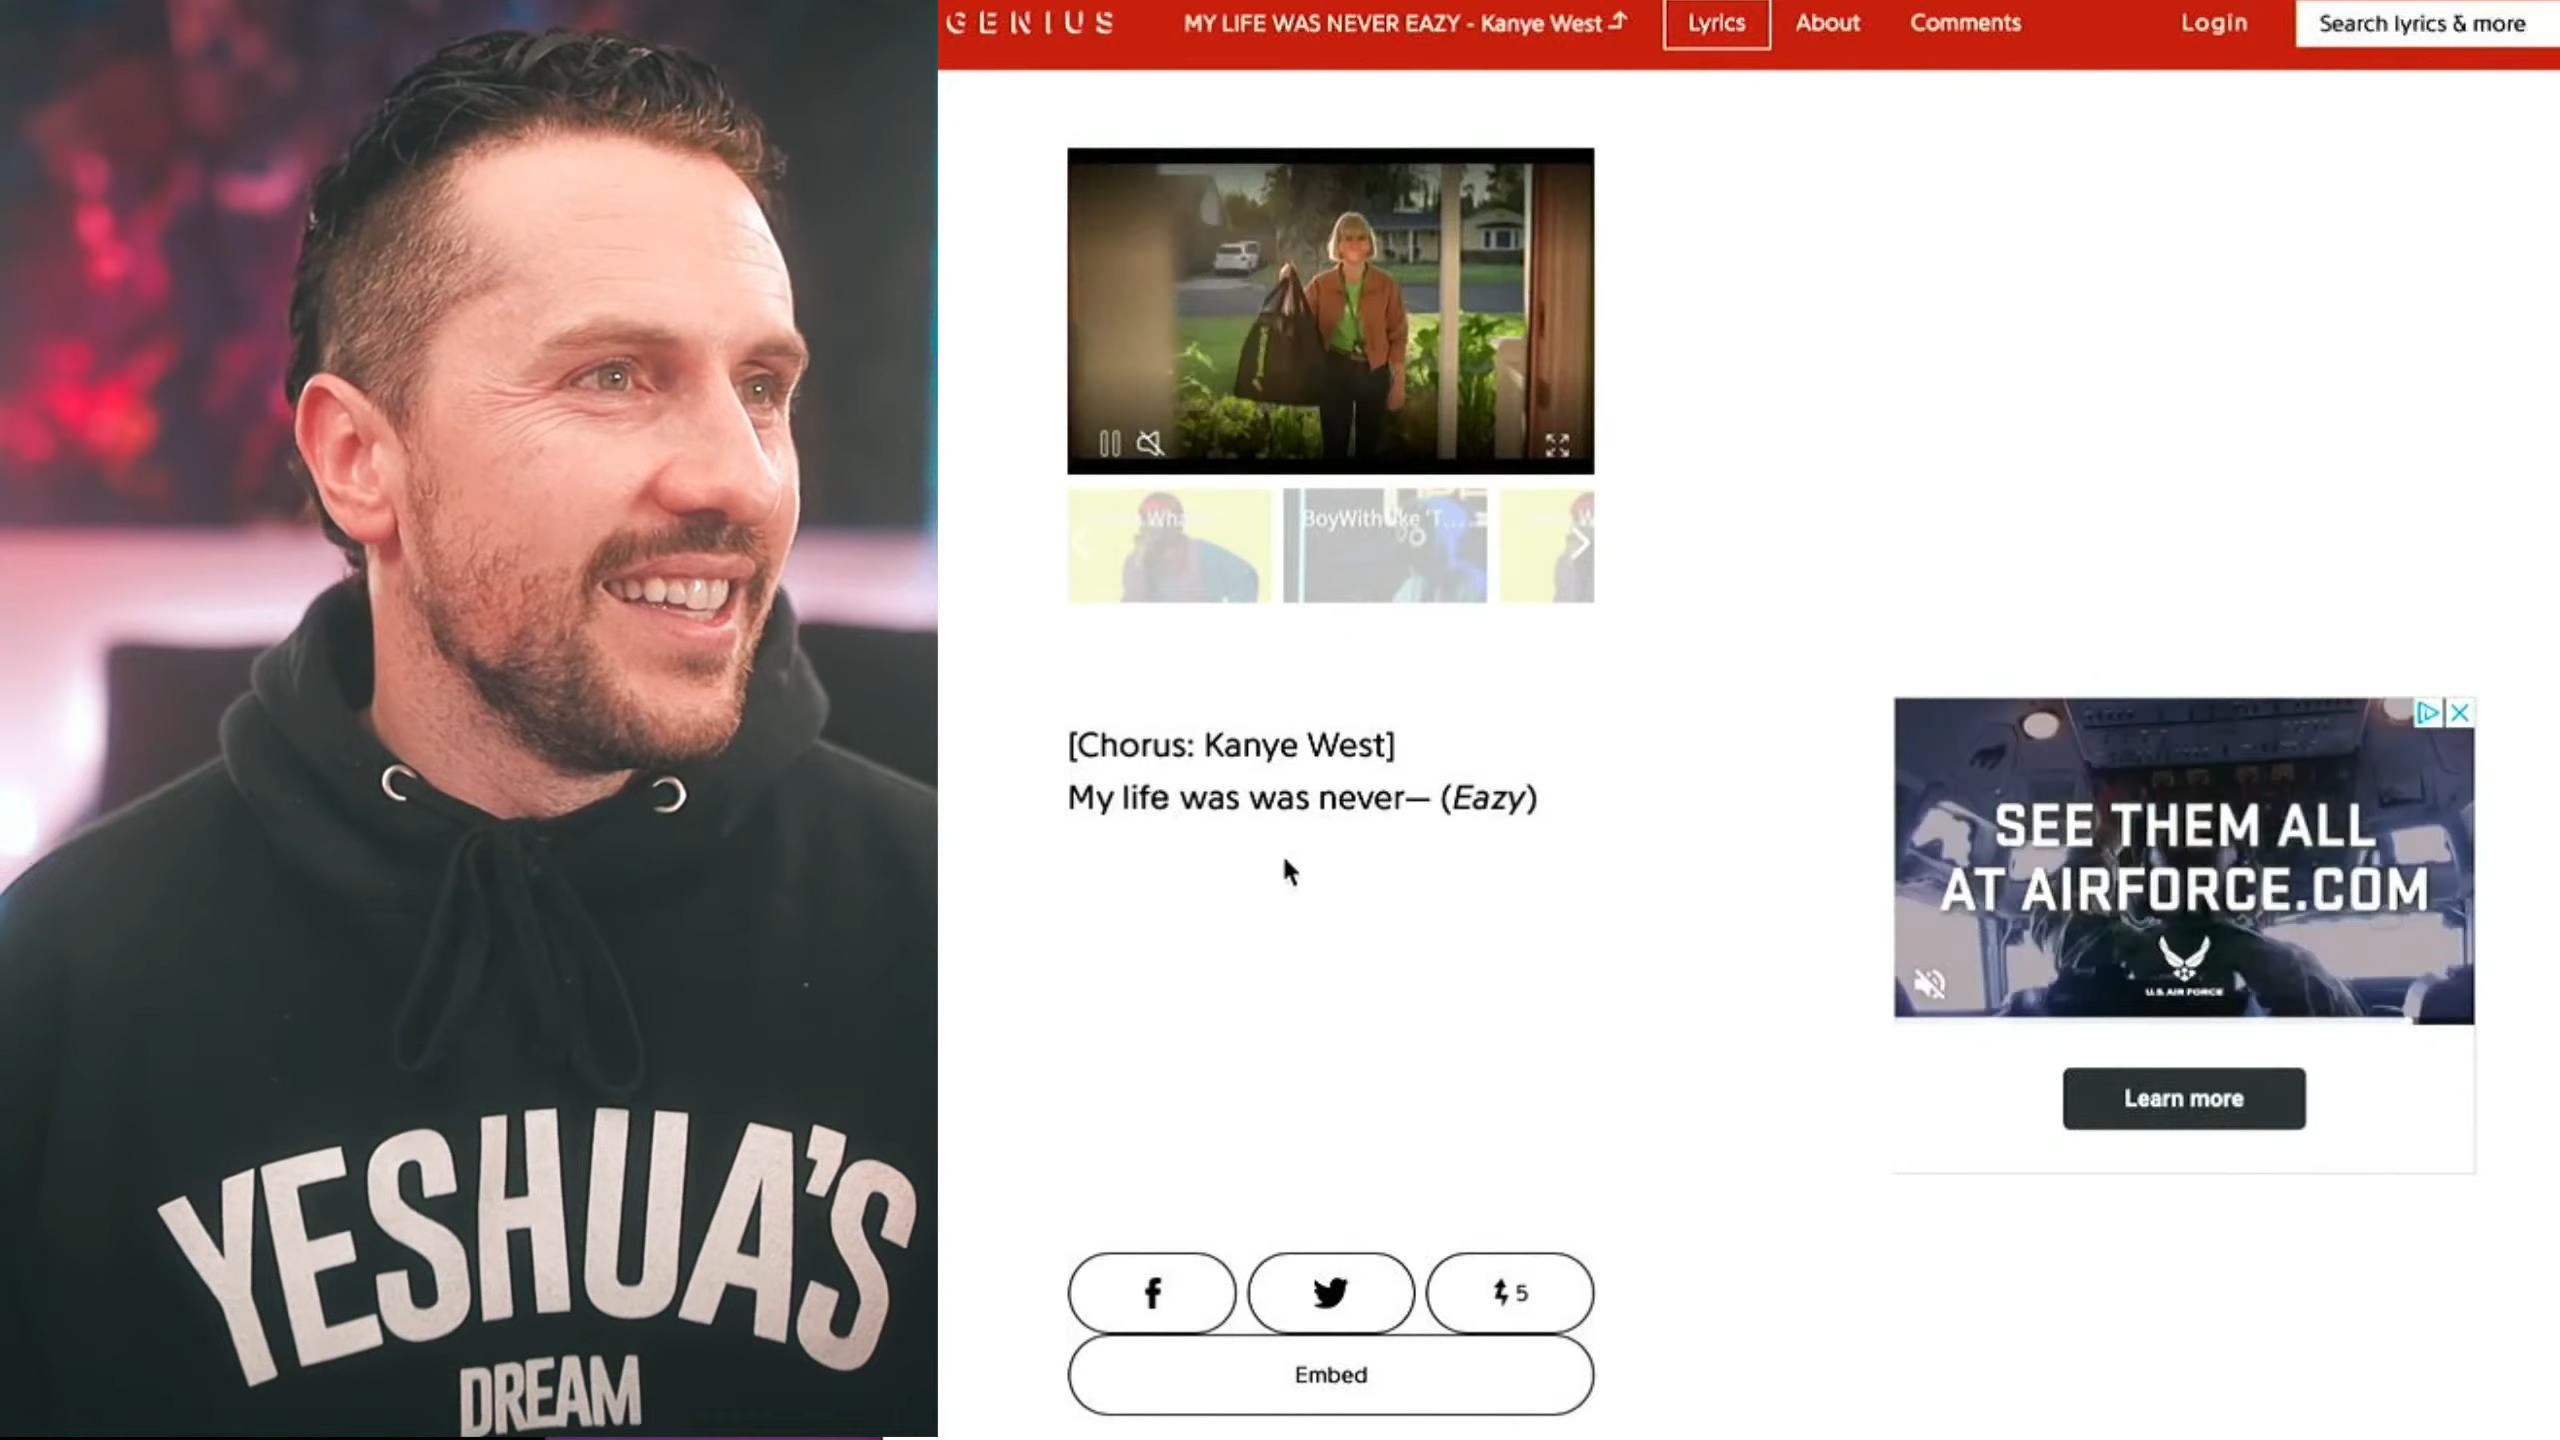 GENIUS
MY LIFE WAS NEVER EAZY - Kanye West
Lyrics
About
Comments
Login
Search lyrics & more
BoyWith
[Chorus: Kanye West]
My life was was never— (Eazy)
SEE THEM ALL
AT AIRFORCE.COM
U.S. AIR FORCE
Learn more
5
Embed
YESHUA'S
DREAM